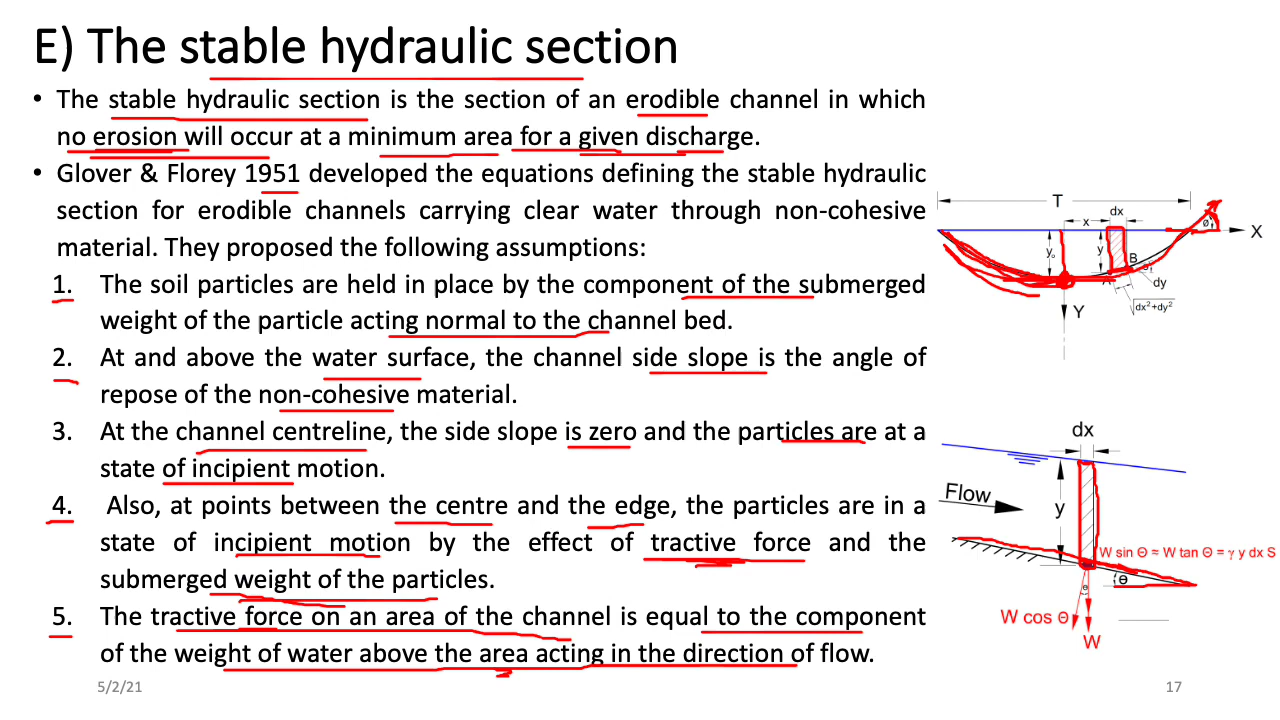 E) The stable hydraulic section
• The stable hydraulic section is the section of an erodible channel in which
no erosion will occur at a minimum area for a given discharge.
• Glover & Florey 1951 developed the equations defining the stable hydraulic
section for erodible channels carrying clear water through non-cohesive
material. They proposed the following assumptions:
1. The soil particles are held in place by the component of the submerged
weight of the particle acting normal to the channel bed.
2. At and above the water surface, the channel side slope is the angle of
repose of the non-cohesive material.
3. At the channel centreline, the side slope is zero and the particles are at a
state of incipient motion.
4. Also, at points between the centre and the edge, the particles are in a
state of incipient motion by the effect of tractive force and the
submerged weight of the particles.
5. The tractive force on an area of the channel is equal to the component
of the weight of water above the area acting in the direction of flow.
T
dx
x
X
y₀
y
B
dy
√dx²+dy²
Y
dx
Flow
y
W sin Θ ≈ W tan Θ = γ y dx S
Θ
Θ
W cos Θ
W
5/2/21
17